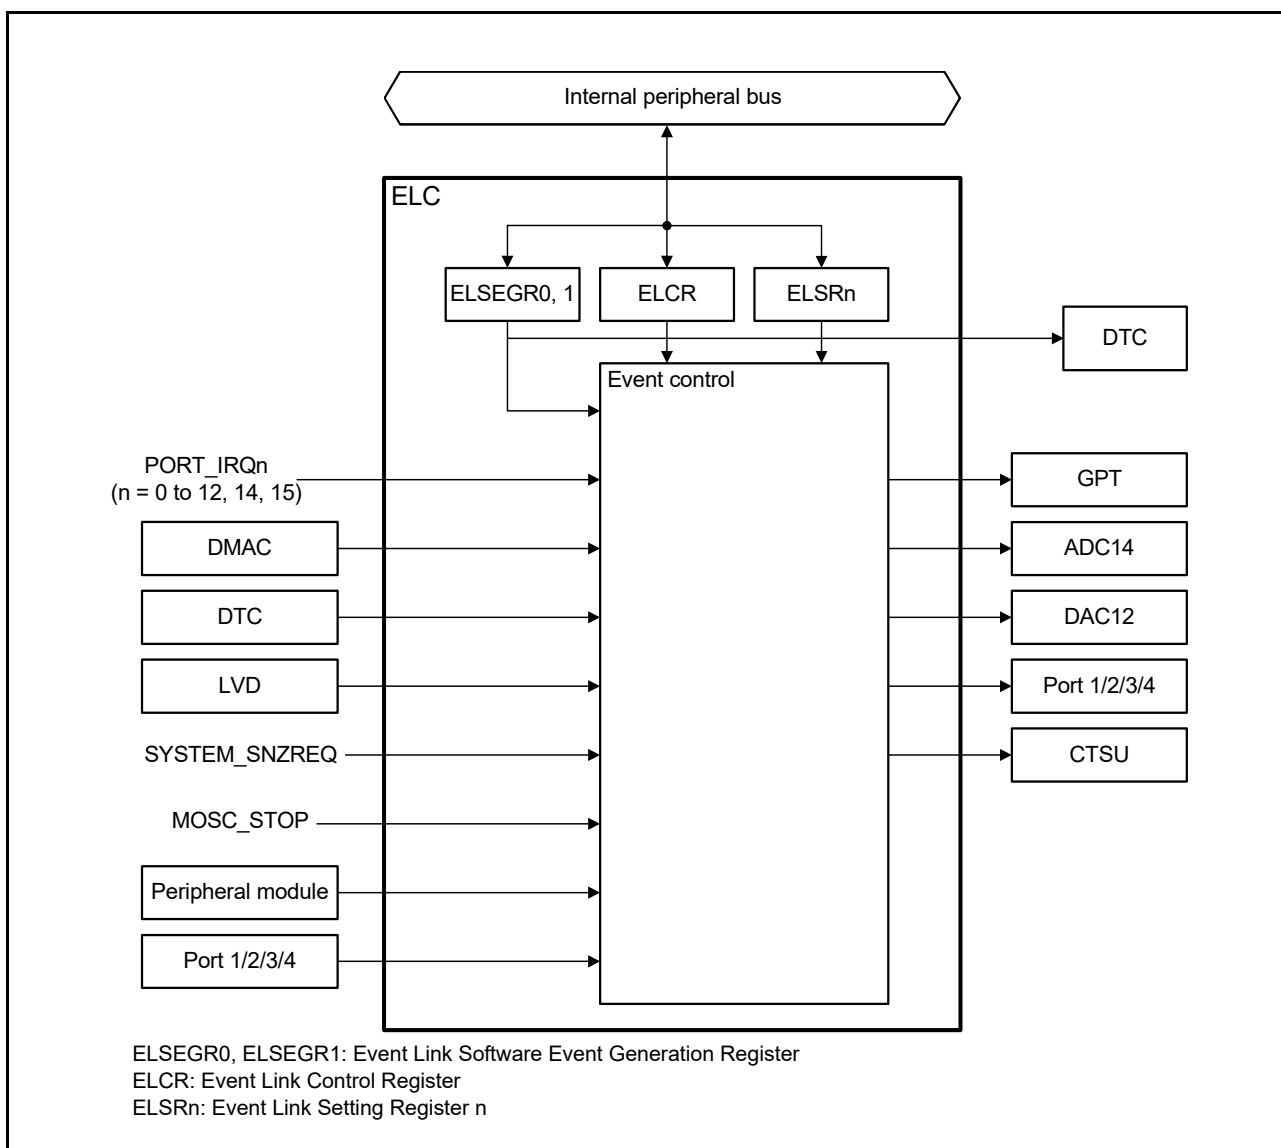 Internal peripheral bus
ELC
ELSEGR0, 1
ELCR
ELSRn
DTC
Event control
PORT_IRQn
(n = 0 to 12, 14, 15)
GPT
DMAC
ADC14
DTC
DAC12
LVD
Port 1/2/3/4
SYSTEM_SNZREQ
CTSU
MOSC_STOP
Peripheral module
Port 1/2/3/4
ELSEGR0, ELSEGR1: Event Link Software Event Generation Register
ELCR: Event Link Control Register
ELSRn: Event Link Setting Register n